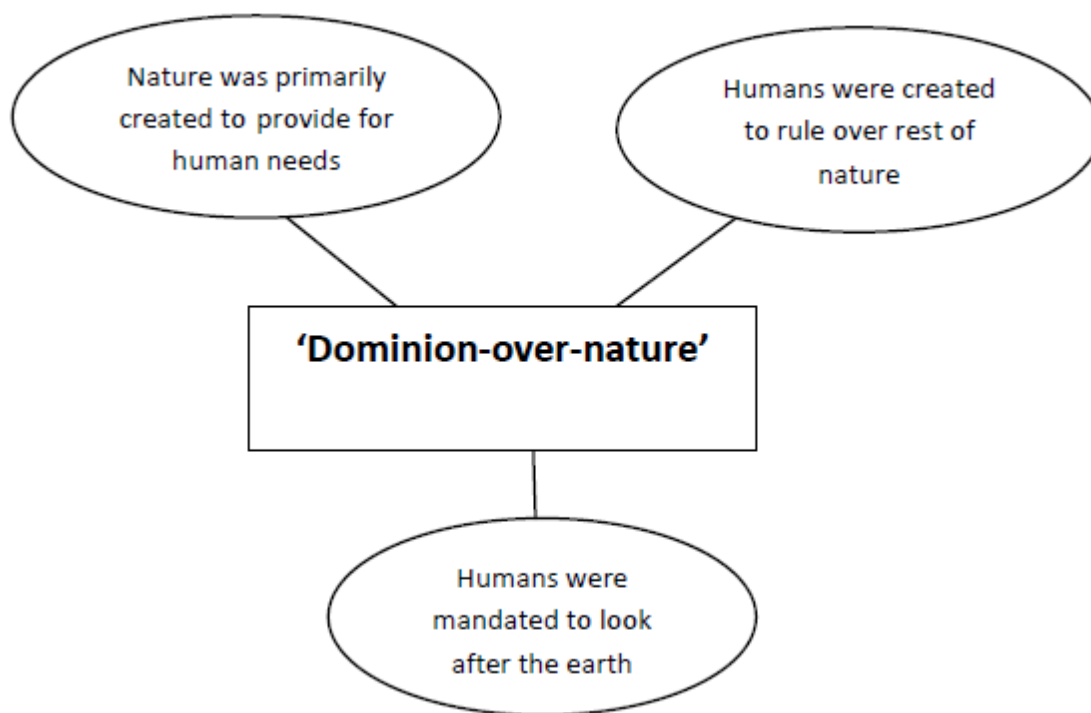 Nature was primarily
created to provide for
human needs
Humans were created
to rule over rest of
nature
‘Dominion-over-nature’
Humans were
mandated to look
after the earth